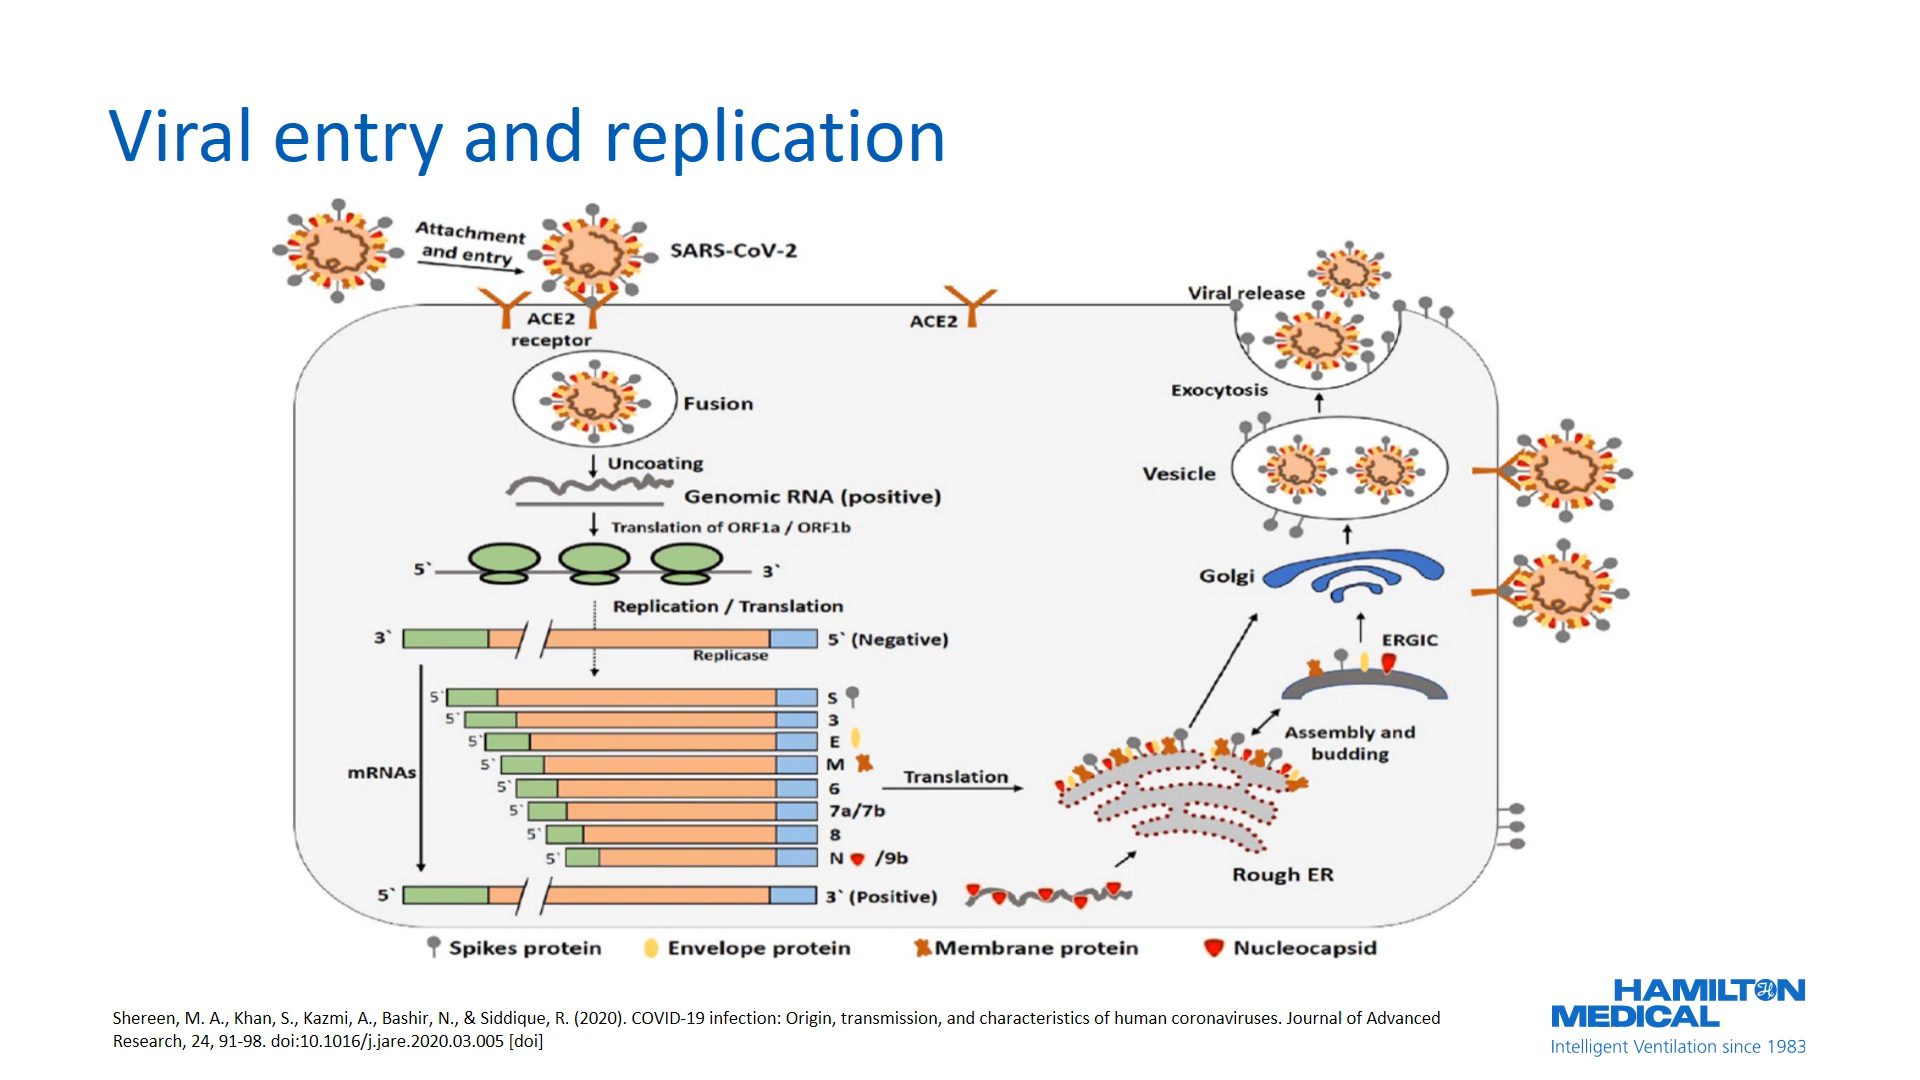 Viral entry and replication
Attachment
and entry
SARS-CoV-2
ACE2
receptor
ACE2
Viral release
Fusion
Exocytosis
Uncoating
Vesicle
Genomic RNA (positive)
Translation of ORF1a / ORF1b
5` 3`
Golgi
Replication / Translation
3` 5` (Negative)
Replicase
ERGIC
5` S
5` 3
5` E
5` M
5` 6
5` 7a/7b
5` 8
5` N /9b
mRNAs
Translation
Assembly and
budding
Rough ER
5` 3` (Positive)
Spikes protein Envelope protein Membrane protein Nucleocapsid
Shereen, M. A., Khan, S., Kazmi, A., Bashir, N., & Siddique, R. (2020). COVID-19 infection: Origin, transmission, and characteristics of human coronaviruses. Journal of Advanced
Research, 24, 91-98. doi:10.1016/j.jare.2020.03.005 [doi]
HAMILTON
MEDICAL
Intelligent Ventilation since 1983